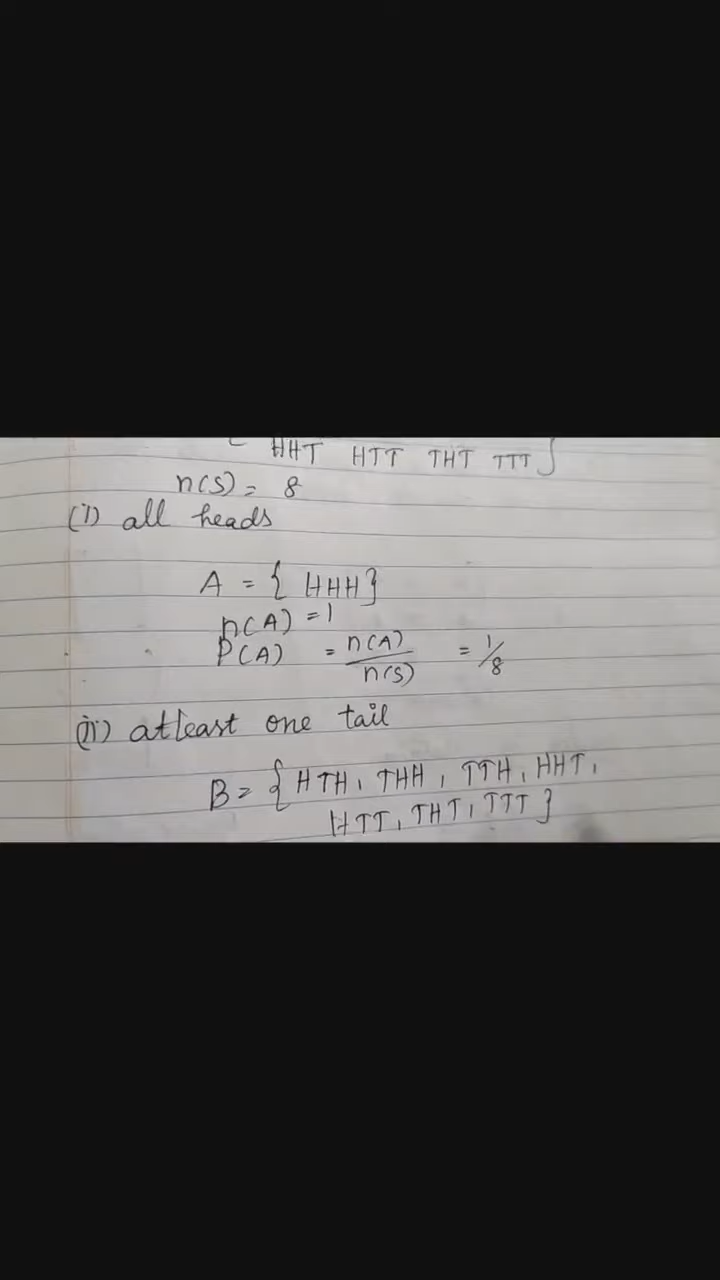 { HHT HTT THT TTT }
n(S) = 8
(i) all heads
A = { HHH }
n(A) = 1
P(A) = n(A)/n(S) = 1/8
(ii) atleast one tail
B = { HTH, THH, TTH, HHT,
HTT, THT, TTT }